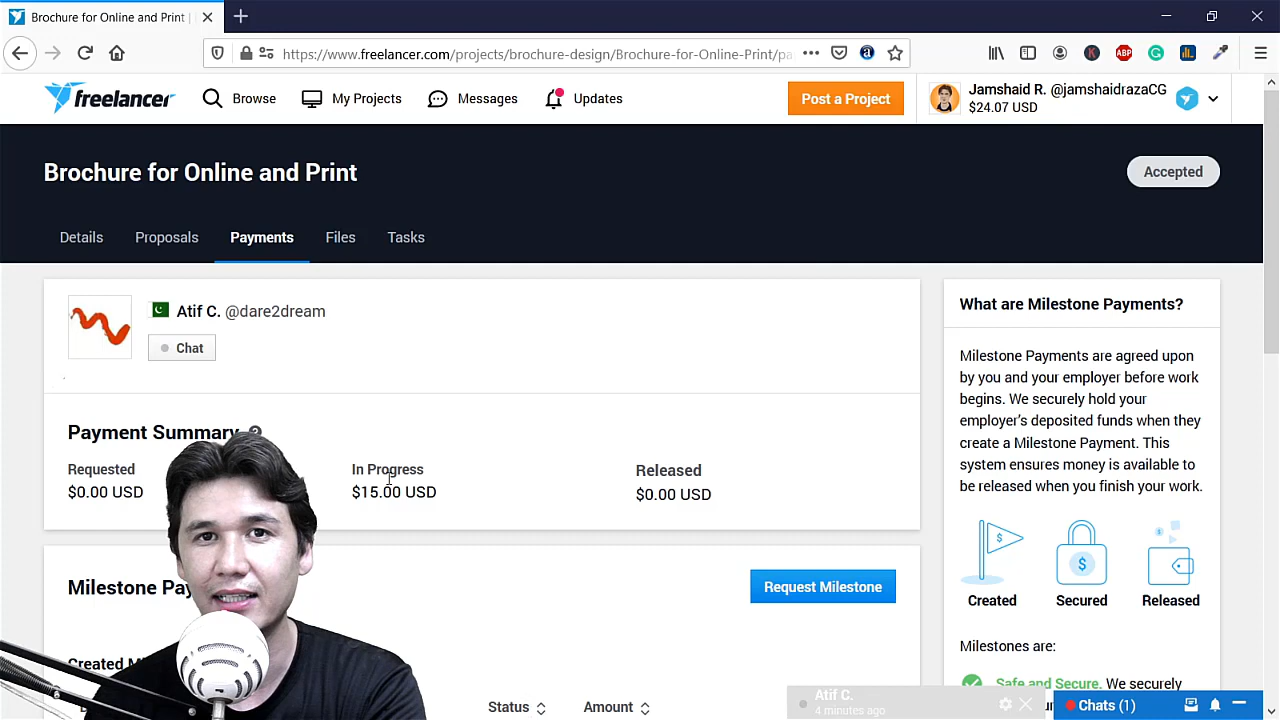 Brochure for Online and Print |
https://www.freelancer.com/projects/brochure-design/Brochure-for-Online-Print/pa
ABP
freelancer
Browse
My Projects
Messages
Updates
Post a Project
Jamshaid R. @jamshaidrazaCG
$24.07 USD
Brochure for Online and Print
Accepted
Details
Proposals
Payments
Files
Tasks
Atif C. @dare2dream
Chat
Payment Summary
Requested
$0.00 USD
In Progress
$15.00 USD
Released
$0.00 USD
Milestone Pa
Request Milestone
Created M
Status
Amount
What are Milestone Payments?
Milestone Payments are agreed upon
by you and your employer before work
begins. We securely hold your
employer's deposited funds when they
create a Milestone Payment. This
system ensures money is available to
be released when you finish your work.
Created
Secured
Released
Milestones are:
Safe and Secure. We securely
Atif C.
4 minutes ago
Chats (1)